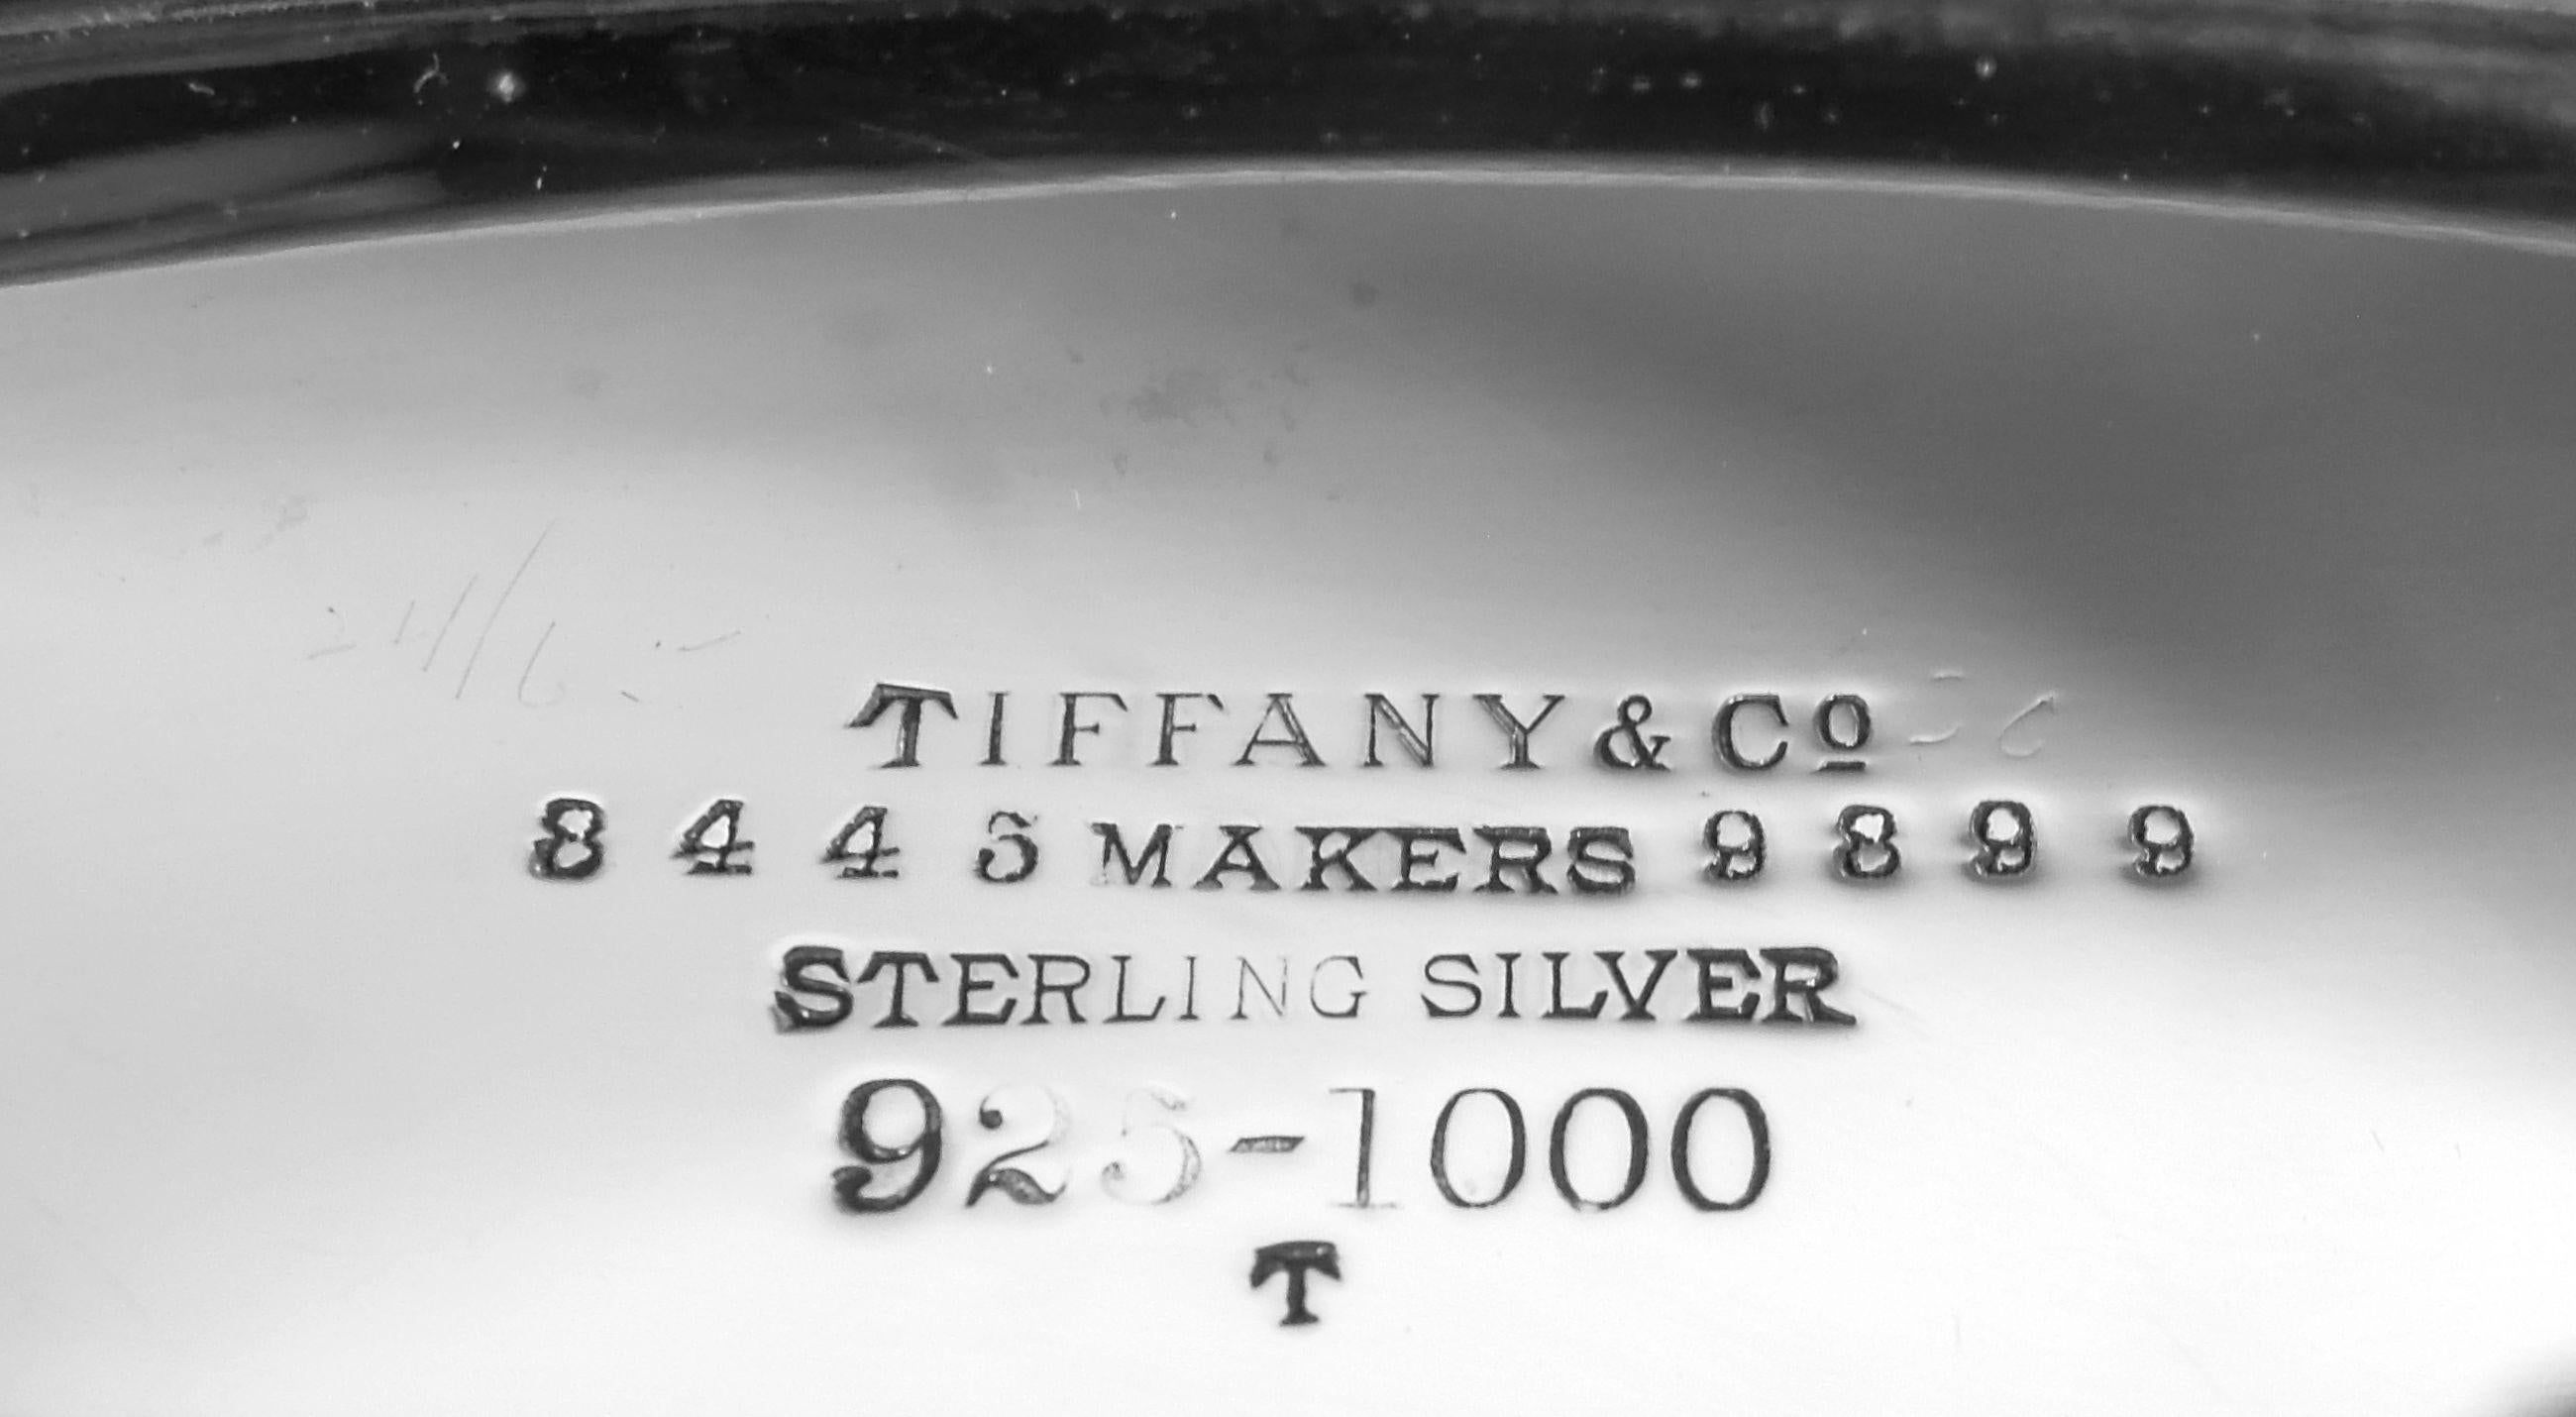 TIFFANY & Cº
8445 MAKERS 9899
STERLING SILVER
925-1000
T